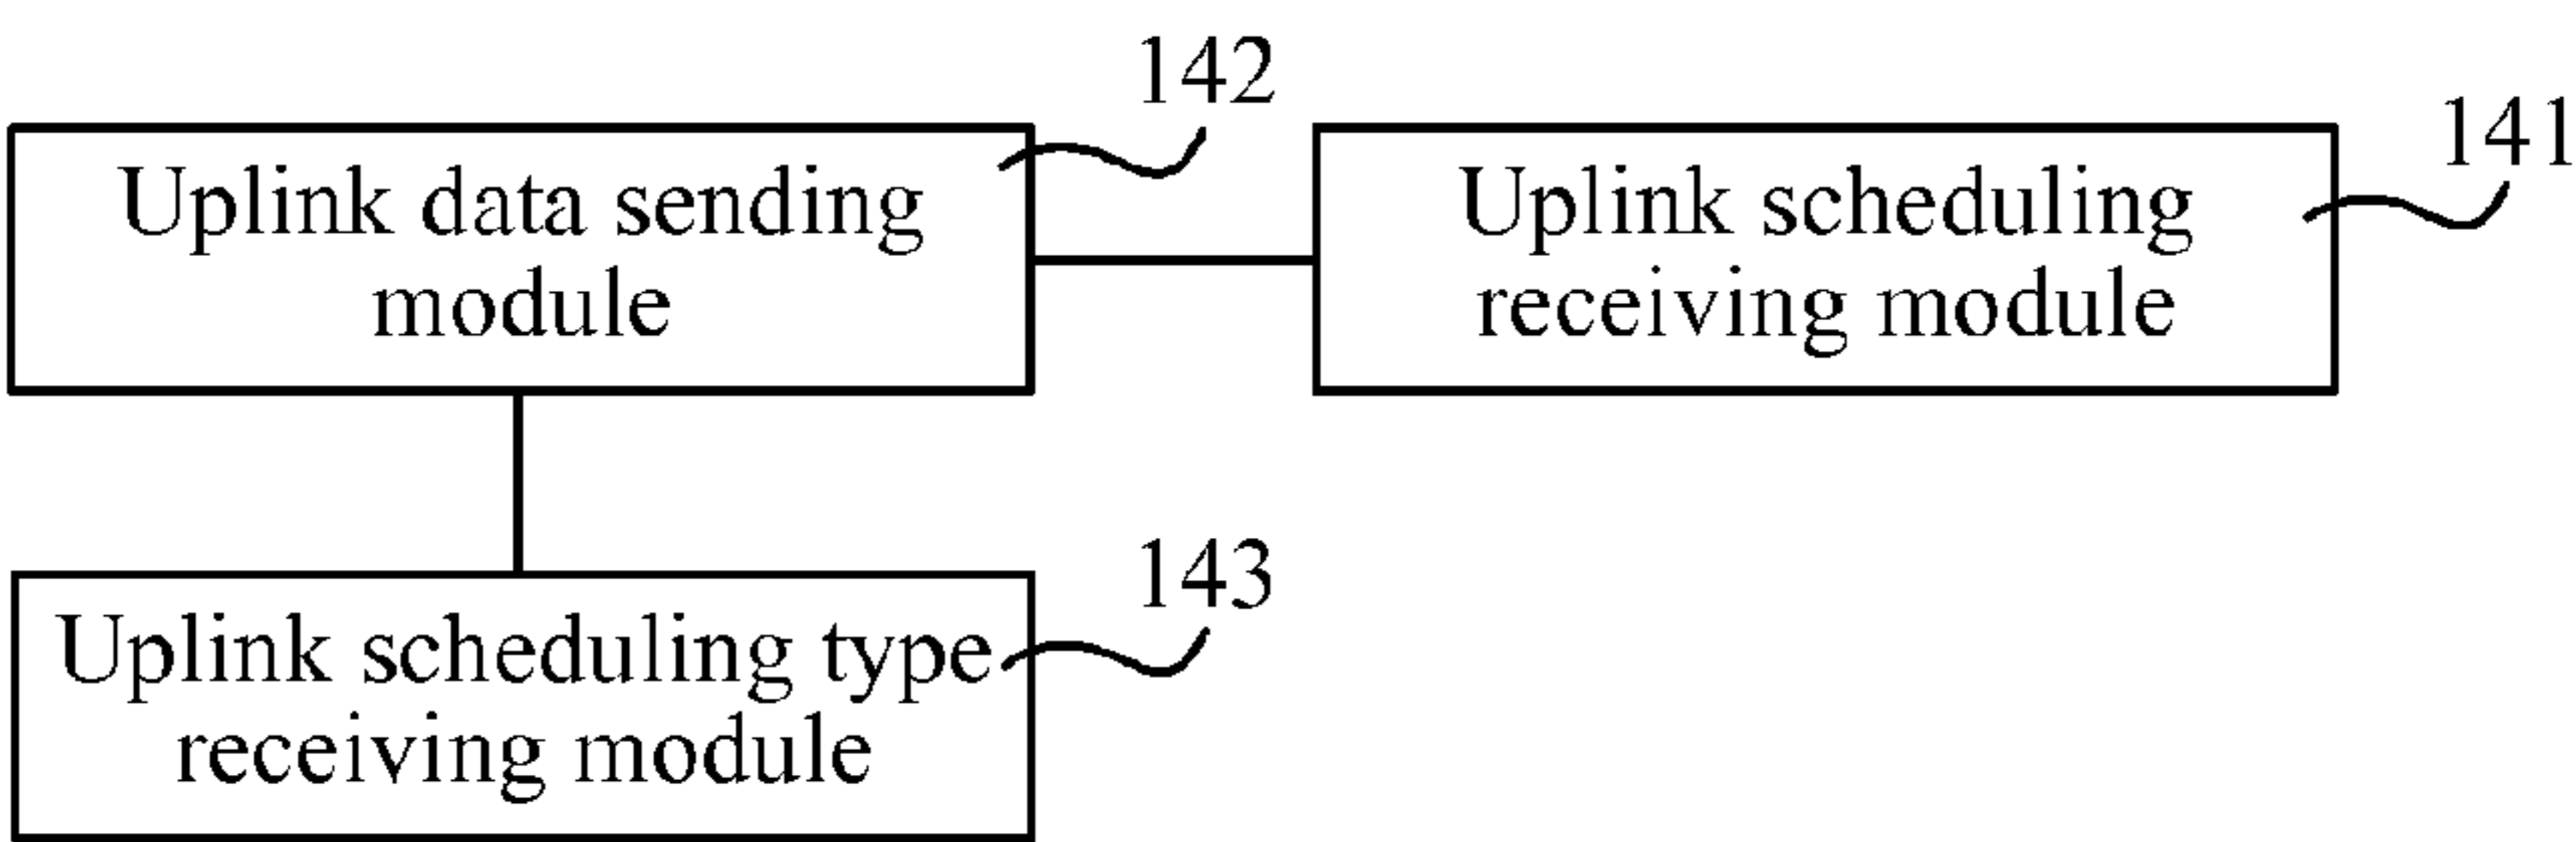 142
141
Uplink data sending
module
Uplink scheduling
receiving module
143
Uplink scheduling type
receiving module